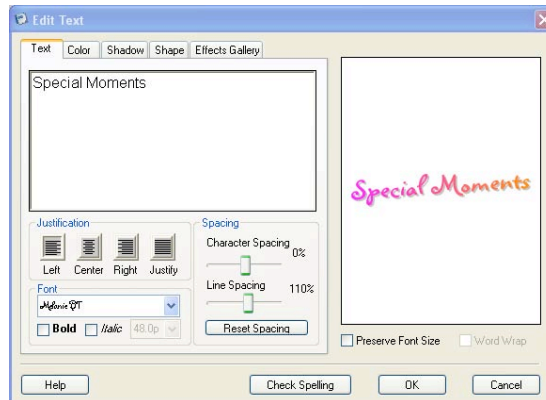 Edit Text
Text Color Shadow Shape Effects Gallery
Special Moments
Special Moments
Justification
Left Center Right Justify
Spacing
Character Spacing
0%
Line Spacing 110%
Reset Spacing
Font
Melanie BT
Bold Italic 48.0p
Preserve Font Size Word Wrap
Help Check Spelling OK Cancel